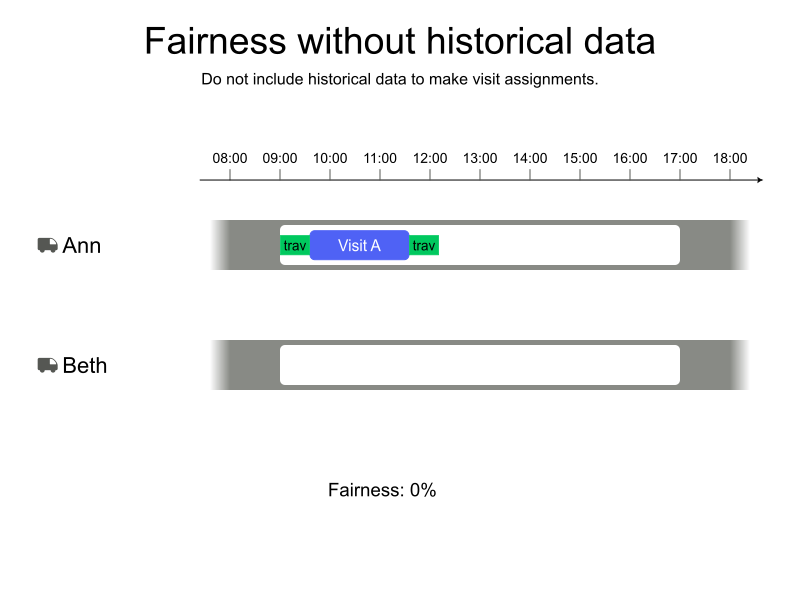 Fairness without historical data
Do not include historical data to make visit assignments.
08:00 09:00 10:00 11:00 12:00 13:00 14:00 15:00 16:00 17:00 18:00
Ann
trav Visit A trav
Beth
Fairness: 0%